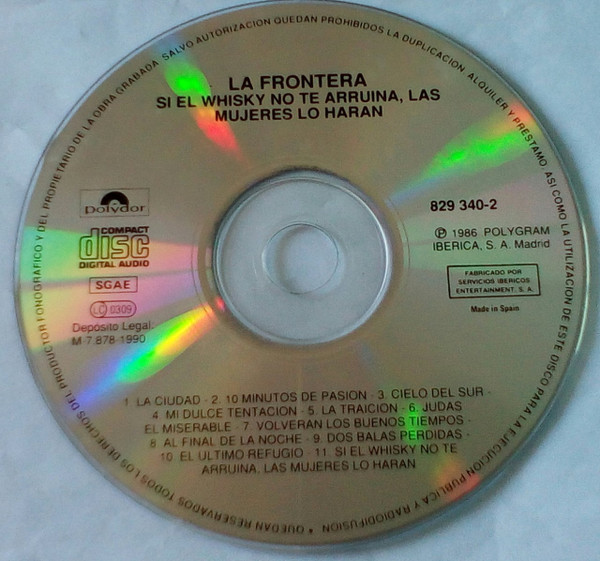 QUEDAN RESERVADOS TODOS LOS DERECHOS DEL PRODUCTOR FONOGRAFICO Y DEL PROPIETARIO DE LA OBRA GRABADA. SALVO AUTORIZACION QUEDAN PROHIBIDOS LA DUPLICACION, ALQUILER Y PRESTAMO, ASI COMO LA UTILIZACION DE ESTE DISCO PARA LA EJECUCION PUBLICA Y RADIODIFUSION *
LA FRONTERA
SI EL WHISKY NO TE ARRUINA, LAS
MUJERES LO HARAN
polydor
COMPACT
disc
DIGITAL AUDIO
SGAE
LC 0309
Depósito Legal:
M-7.878-1990
829 340-2
℗ 1986 POLYGRAM
IBERICA, S. A. Madrid
FABRICADO POR
SERVICIOS IBERICOS
ENTERTAINMENT, S. A.
Made in Spain
1. LA CIUDAD - 2. 10 MINUTOS DE PASION - 3. CIELO DEL SUR -
4. MI DULCE TENTACION - 5. LA TRAICION - 6. JUDAS
EL MISERABLE - 7. VOLVERAN LOS BUENOS TIEMPOS -
8. AL FINAL DE LA NOCHE - 9. DOS BALAS PERDIDAS -
10. EL ULTIMO REFUGIO - 11. SI EL WHISKY NO TE
ARRUINA, LAS MUJERES LO HARAN